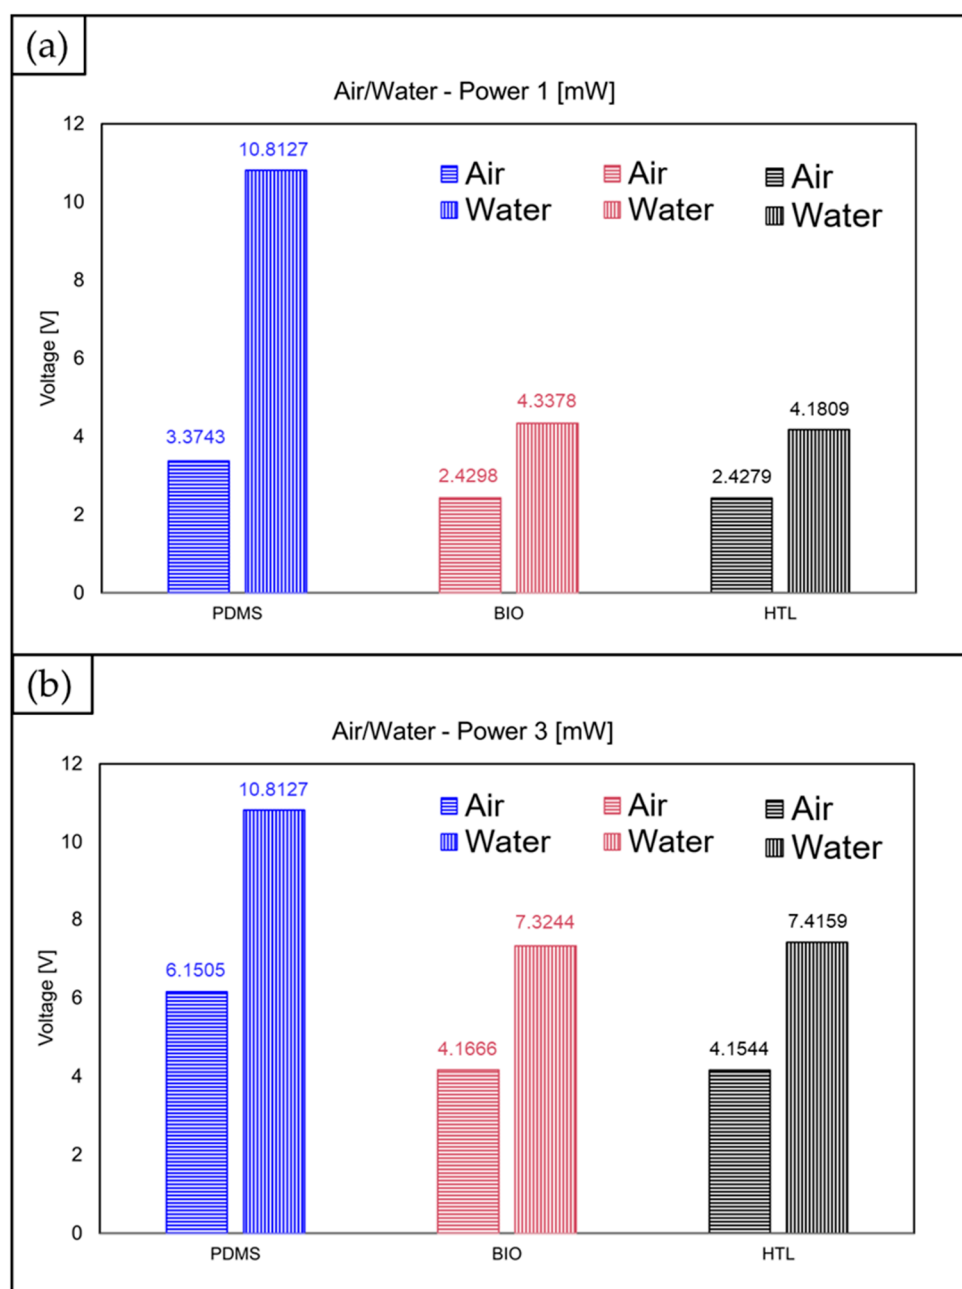 (a)
Air/Water - Power 1 [mW]
12
10
8
6
4
2
0
Voltage [V]
10.8127
3.3743
4.3378
2.4298
4.1809
2.4279
Air
Water
Air
Water
Air
Water
PDMS
BIO
HTL
(b)
Air/Water - Power 3 [mW]
12
10
8
6
4
2
0
Voltage [V]
10.8127
6.1505
7.3244
4.1666
7.4159
4.1544
Air
Water
Air
Water
Air
Water
PDMS
BIO
HTL